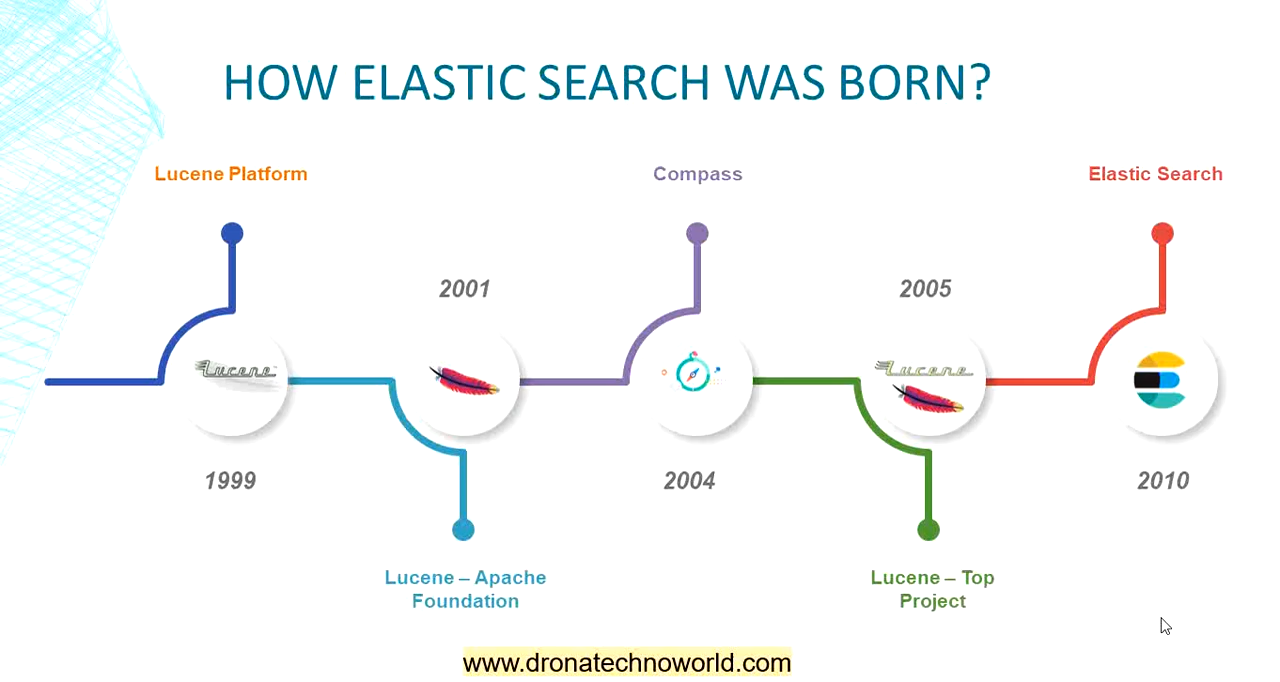 HOW ELASTIC SEARCH WAS BORN?
Lucene Platform
Compass
Elastic Search
2001
2005
Lucene
Lucene
1999
2004
2010
Lucene – Apache
Foundation
Lucene – Top
Project
www.dronatechnoworld.com